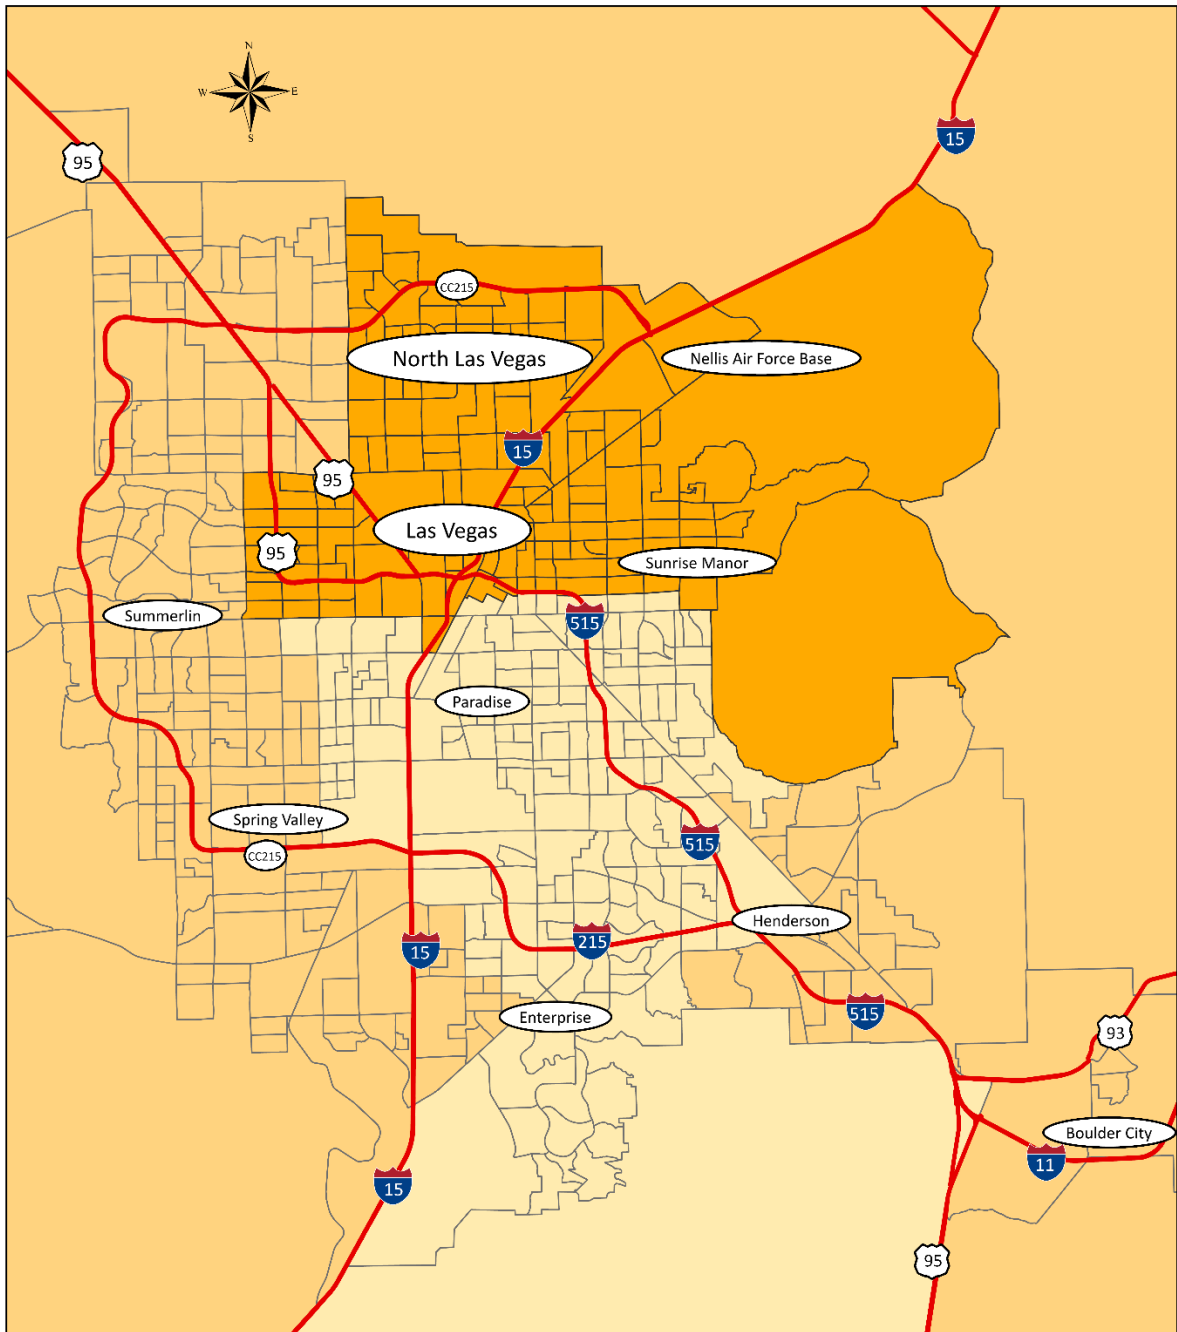 N
W E
S
95
15
CC215
North Las Vegas
Nellis Air Force Base
15
95
Las Vegas
95
Sunrise Manor
Summerlin
515
Paradise
Spring Valley
515
CC215
Henderson
215
15
515
Enterprise
93
Boulder City
11
15
95